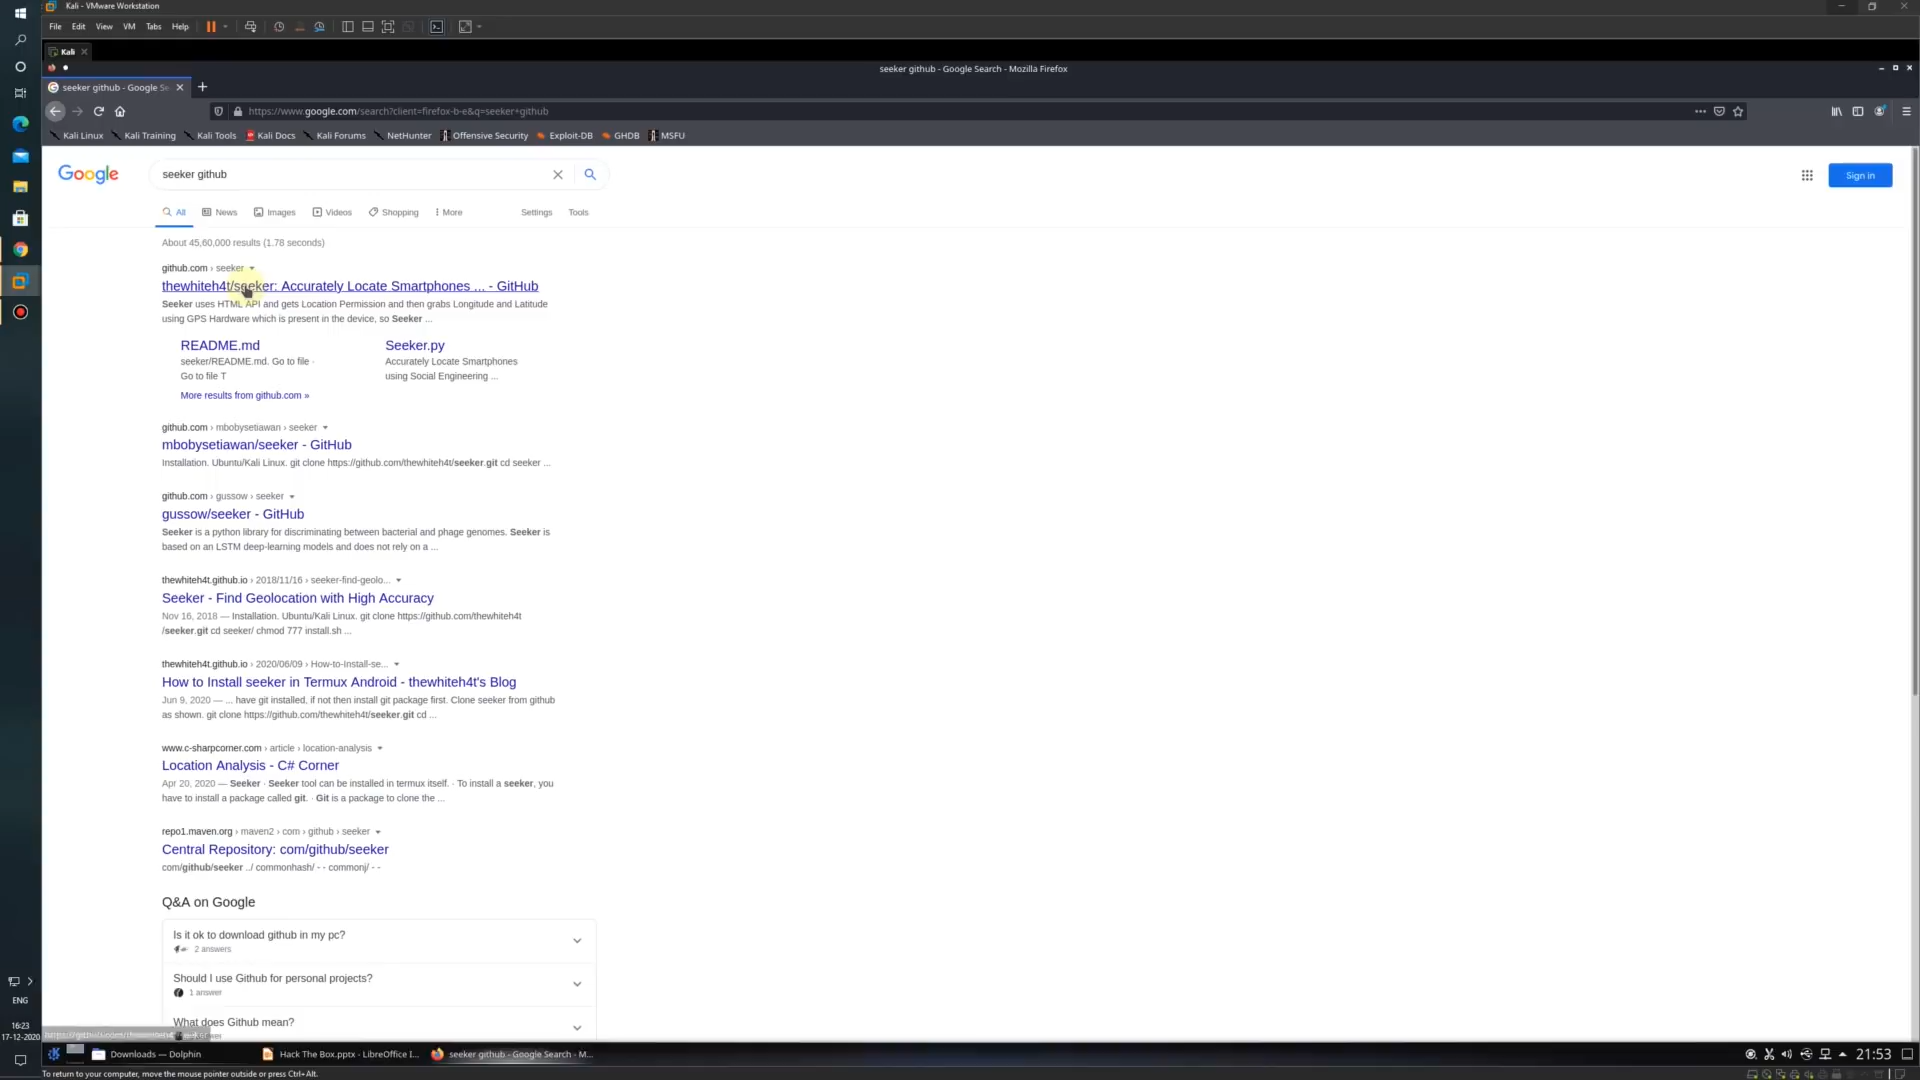 Kali - VMware Workstation
File Edit View VM Tabs Help
Kali
seeker github - Google Search - Mozilla Firefox
seeker github - Google Se
https://www.google.com/search?client=firefox-b-e&q=seeker+github
Kali Linux Kali Training Kali Tools Kali Docs Kali Forums NetHunter Offensive Security Exploit-DB GHDB MSFU
Google
seeker github
Sign in
All News Images Videos Shopping More Settings Tools
About 45,60,000 results (1.78 seconds)
github.com › seeker
thewhiteh4t/seeker: Accurately Locate Smartphones ... - GitHub
Seeker uses HTML API and gets Location Permission and then grabs Longitude and Latitude
using GPS Hardware which is present in the device, so Seeker ...
README.md
seeker/README.md. Go to file ·
Go to file T
Seeker.py
Accurately Locate Smartphones
using Social Engineering ...
More results from github.com »
github.com › mbobysetiawan › seeker
mbobysetiawan/seeker - GitHub
Installation. Ubuntu/Kali Linux. git clone https://github.com/thewhiteh4t/seeker.git cd seeker ...
github.com › gussow › seeker
gussow/seeker - GitHub
Seeker is a python library for discriminating between bacterial and phage genomes. Seeker is
based on an LSTM deep-learning models and does not rely on a ...
thewhiteh4t.github.io › 2018/11/16 › seeker-find-geolo...
Seeker - Find Geolocation with High Accuracy
Nov 16, 2018 — Installation. Ubuntu/Kali Linux. git clone https://github.com/thewhiteh4t
/seeker.git cd seeker/ chmod 777 install.sh ...
thewhiteh4t.github.io › 2020/06/09 › How-to-Install-se...
How to Install seeker in Termux Android - thewhiteh4t's Blog
Jun 9, 2020 — ... have git installed, if not then install git package first. Clone seeker from github
as shown. git clone https://github.com/thewhiteh4t/seeker.git cd ...
www.c-sharpcorner.com › article › location-analysis
Location Analysis - C# Corner
Apr 20, 2020 — Seeker · Seeker tool can be installed in termux itself. · To install a seeker, you
have to install a package called git. · Git is a package to clone the ...
repo1.maven.org › maven2 › com › github › seeker
Central Repository: com/github/seeker
com/github/seeker ../ commonhash/ - - commonj/ - -
Q&A on Google
Is it ok to download github in my pc?
2 answers
Should I use Github for personal projects?
1 answer
What does Github mean?
ENG
16:23
17-12-2020
Downloads — Dolphin
Hack The Box.pptx - LibreOffice I...
seeker github - Google Search - M...
21:53
To return to your computer, move the mouse pointer outside or press Ctrl+Alt.